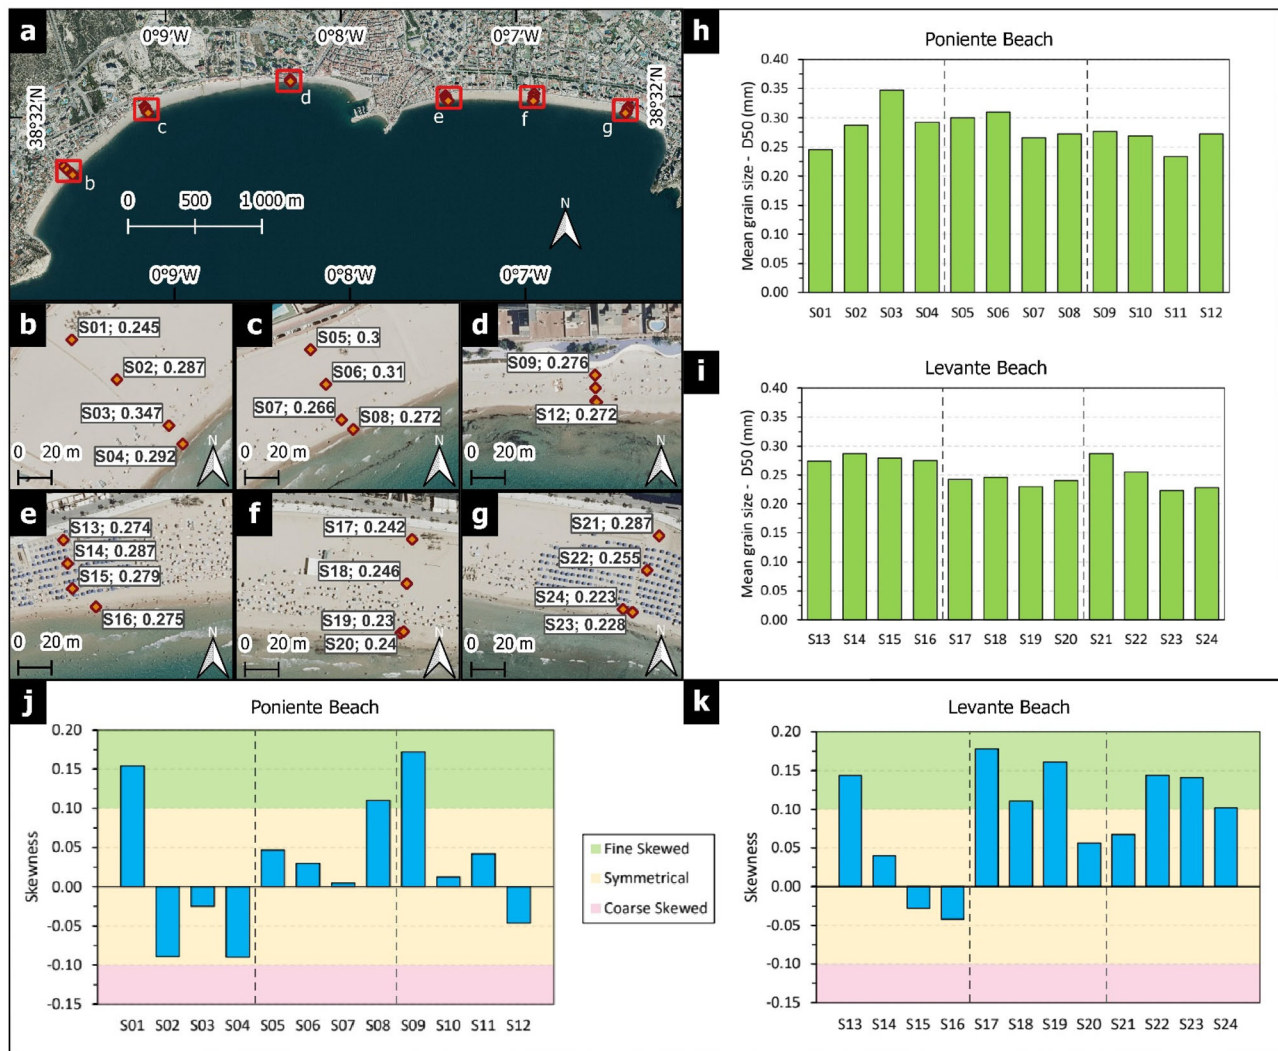 a
0°9'W
0°8'W
0°7'W
38°32'N
38°32'N
b
c
d
e
f
g
0
500
1 000 m
N
0°9'W
0°8'W
0°7'W
b
S01; 0.245
S02; 0.287
S03; 0.347
S04; 0.292
0
20 m
N
c
S05; 0.3
S06; 0.31
S07; 0.266
S08; 0.272
0
20 m
N
d
S09; 0.276
S12; 0.272
0
20 m
N
e
S13; 0.274
S14; 0.287
S15; 0.279
S16; 0.275
0
20 m
N
f
S17; 0.242
S18; 0.246
S19; 0.23
S20; 0.24
0
20 m
N
g
S21; 0.287
S22; 0.255
S24; 0.223
S23; 0.228
0
20 m
N
h
Poniente Beach
Mean grain size - D50 (mm)
0.40
0.35
0.30
0.25
0.20
0.15
0.10
0.05
0.00
S01 S02 S03 S04 S05 S06 S07 S08 S09 S10 S11 S12
i
Levante Beach
Mean grain size - D50 (mm)
0.40
0.35
0.30
0.25
0.20
0.15
0.10
0.05
0.00
S13 S14 S15 S16 S17 S18 S19 S20 S21 S22 S23 S24
j
Poniente Beach
Skewness
0.20
0.15
0.10
0.05
0.00
-0.05
-0.10
-0.15
S01 S02 S03 S04 S05 S06 S07 S08 S09 S10 S11 S12
Fine Skewed
Symmetrical
Coarse Skewed
k
Levante Beach
Skewness
0.20
0.15
0.10
0.05
0.00
-0.05
-0.10
-0.15
S13 S14 S15 S16 S17 S18 S19 S20 S21 S22 S23 S24